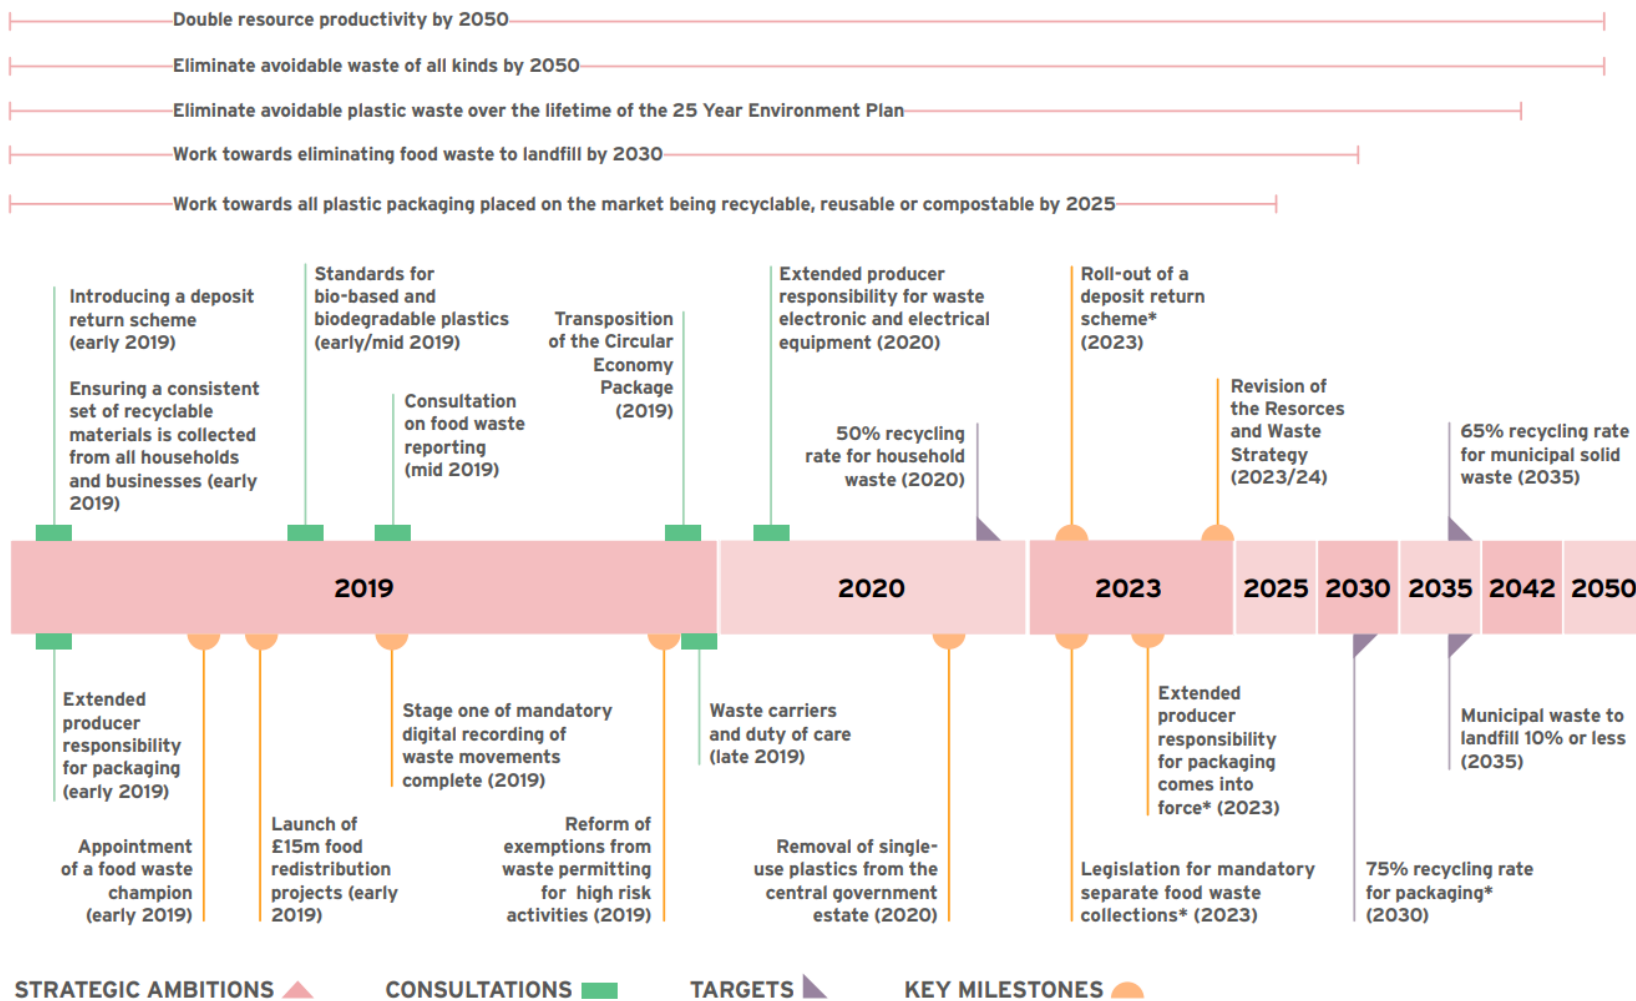 Double resource productivity by 2050
Eliminate avoidable waste of all kinds by 2050
Eliminate avoidable plastic waste over the lifetime of the 25 Year Environment Plan
Work towards eliminating food waste to landfill by 2030
Work towards all plastic packaging placed on the market being recyclable, reusable or compostable by 2025
Introducing a deposit
return scheme
(early 2019)
Ensuring a consistent
set of recyclable
materials is collected
from all households
and businesses (early
2019)
Standards for
bio-based and
biodegradable plastics
(early/mid 2019)
Consultation
on food waste
reporting
(mid 2019)
Transposition
of the Circular
Economy
Package
(2019)
Extended producer
responsibility for waste
electronic and electrical
equipment (2020)
50% recycling
rate for household
waste (2020)
Roll-out of a
deposit return
scheme*
(2023)
Revision of
the Resorces
and Waste
Strategy
(2023/24)
65% recycling rate
for municipal solid
waste (2035)
2019
2020
2023
2025
2030
2035
2042
2050
Extended
producer
responsibility
for packaging
(early 2019)
Appointment
of a food waste
champion
(early 2019)
Launch of
£15m food
redistribution
projects (early
2019)
Stage one of mandatory
digital recording of
waste movements
complete (2019)
Reform of
exemptions from
waste permitting
for high risk
activities (2019)
Waste carriers
and duty of care
(late 2019)
Removal of single-
use plastics from the
central government
estate (2020)
Extended
producer
responsibility
for packaging
comes into
force* (2023)
Legislation for mandatory
separate food waste
collections* (2023)
75% recycling rate
for packaging*
(2030)
Municipal waste to
landfill 10% or less
(2035)
STRATEGIC AMBITIONS
CONSULTATIONS
TARGETS
KEY MILESTONES